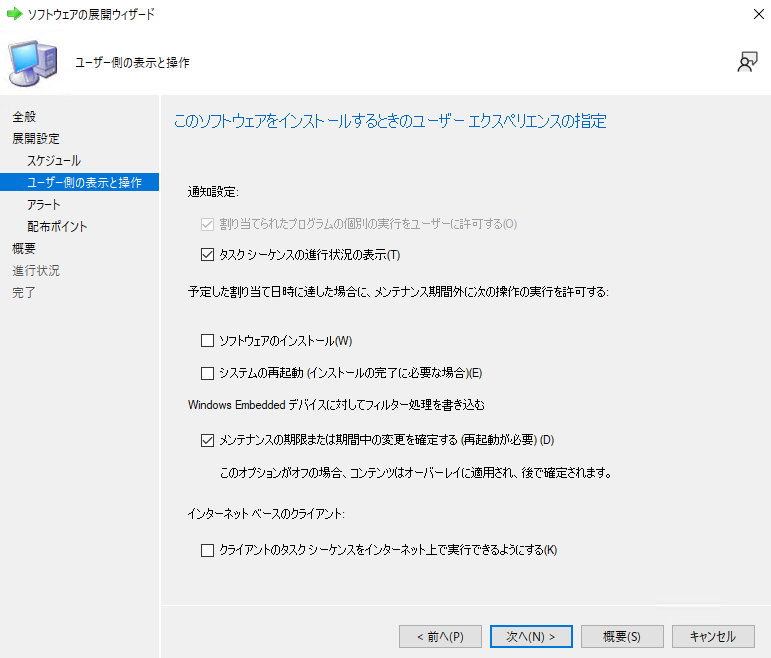 ソフトウェアの展開ウィザード
ユーザー側の表示と操作
全般
展開設定
スケジュール
ユーザー側の表示と操作
アラート
配布ポイント
概要
進行状況
完了
このソフトウェアをインストールするときのユーザー エクスペリエンスの指定
通知設定:
割り当てられたプログラムの個別の実行をユーザーに許可する(O)
タスク シーケンスの進行状況の表示(T)
予定した割り当て日時に達した場合に、メンテナンス期間外に次の操作の実行を許可する:
ソフトウェアのインストール(W)
システムの再起動 (インストールの完了に必要な場合)(E)
Windows Embedded デバイスに対してフィルター処理を書き込む
メンテナンスの期限または期間中の変更を確定する (再起動が必要) (D)
このオプションがオフの場合、コンテンツはオーバーレイに適用され、後で確定されます。
インターネット ベースのクライアント:
クライアントのタスク シーケンスをインターネット上で実行できるようにする(K)
< 前へ(P)
次へ(N) >
概要(S)
キャンセル